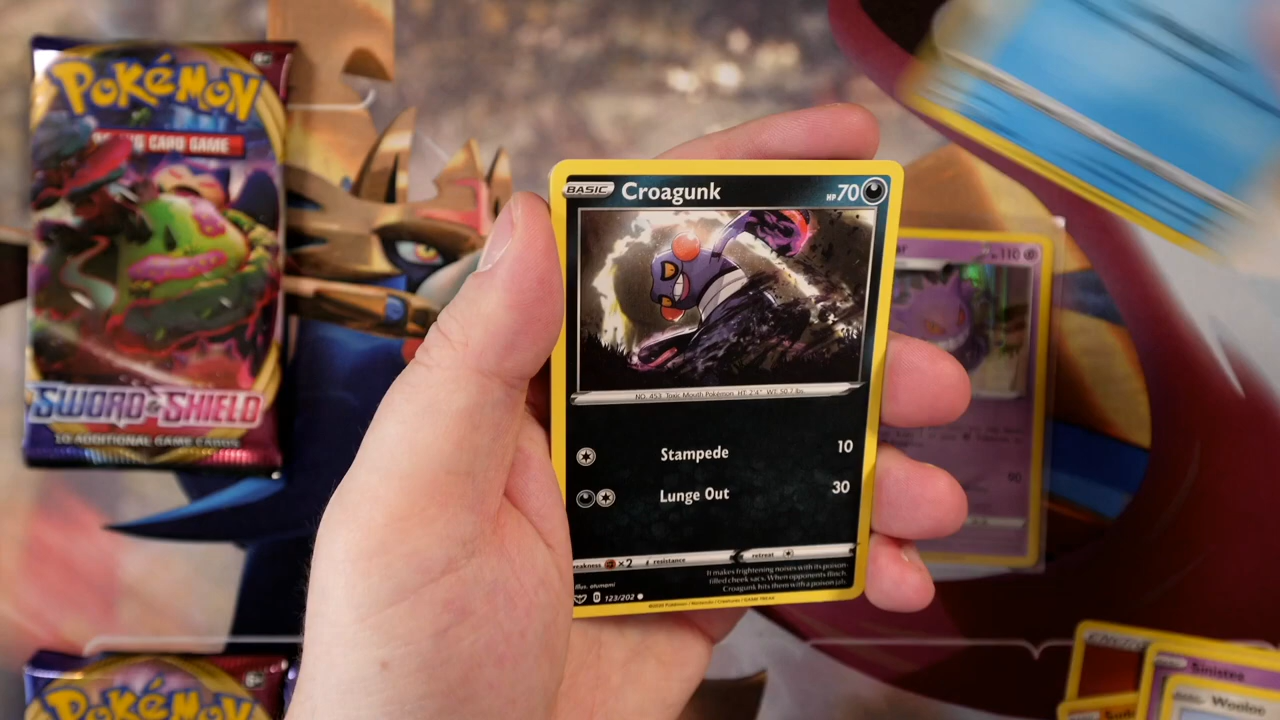 6+
POKéMON
TRADING CARD GAME
SWORD & SHIELD
10 ADDITIONAL GAME CARDS
BASIC Croagunk HP 70
NO. 453 Toxic Mouth Pokémon HT: 2'4" WT: 50.7 lbs.
Stampede 10
Lunge Out 30
weakness ×2 resistance retreat
It makes frightening noises with its poison-
filled cheek sacs. When opponents flinch,
Croagunk hits them with a poison jab.
Illus. otumami
D 123/202
©2020 Pokémon / Nintendo / Creatures / GAME FREAK
110
90
POKéMON
Sinistea
Wooloo